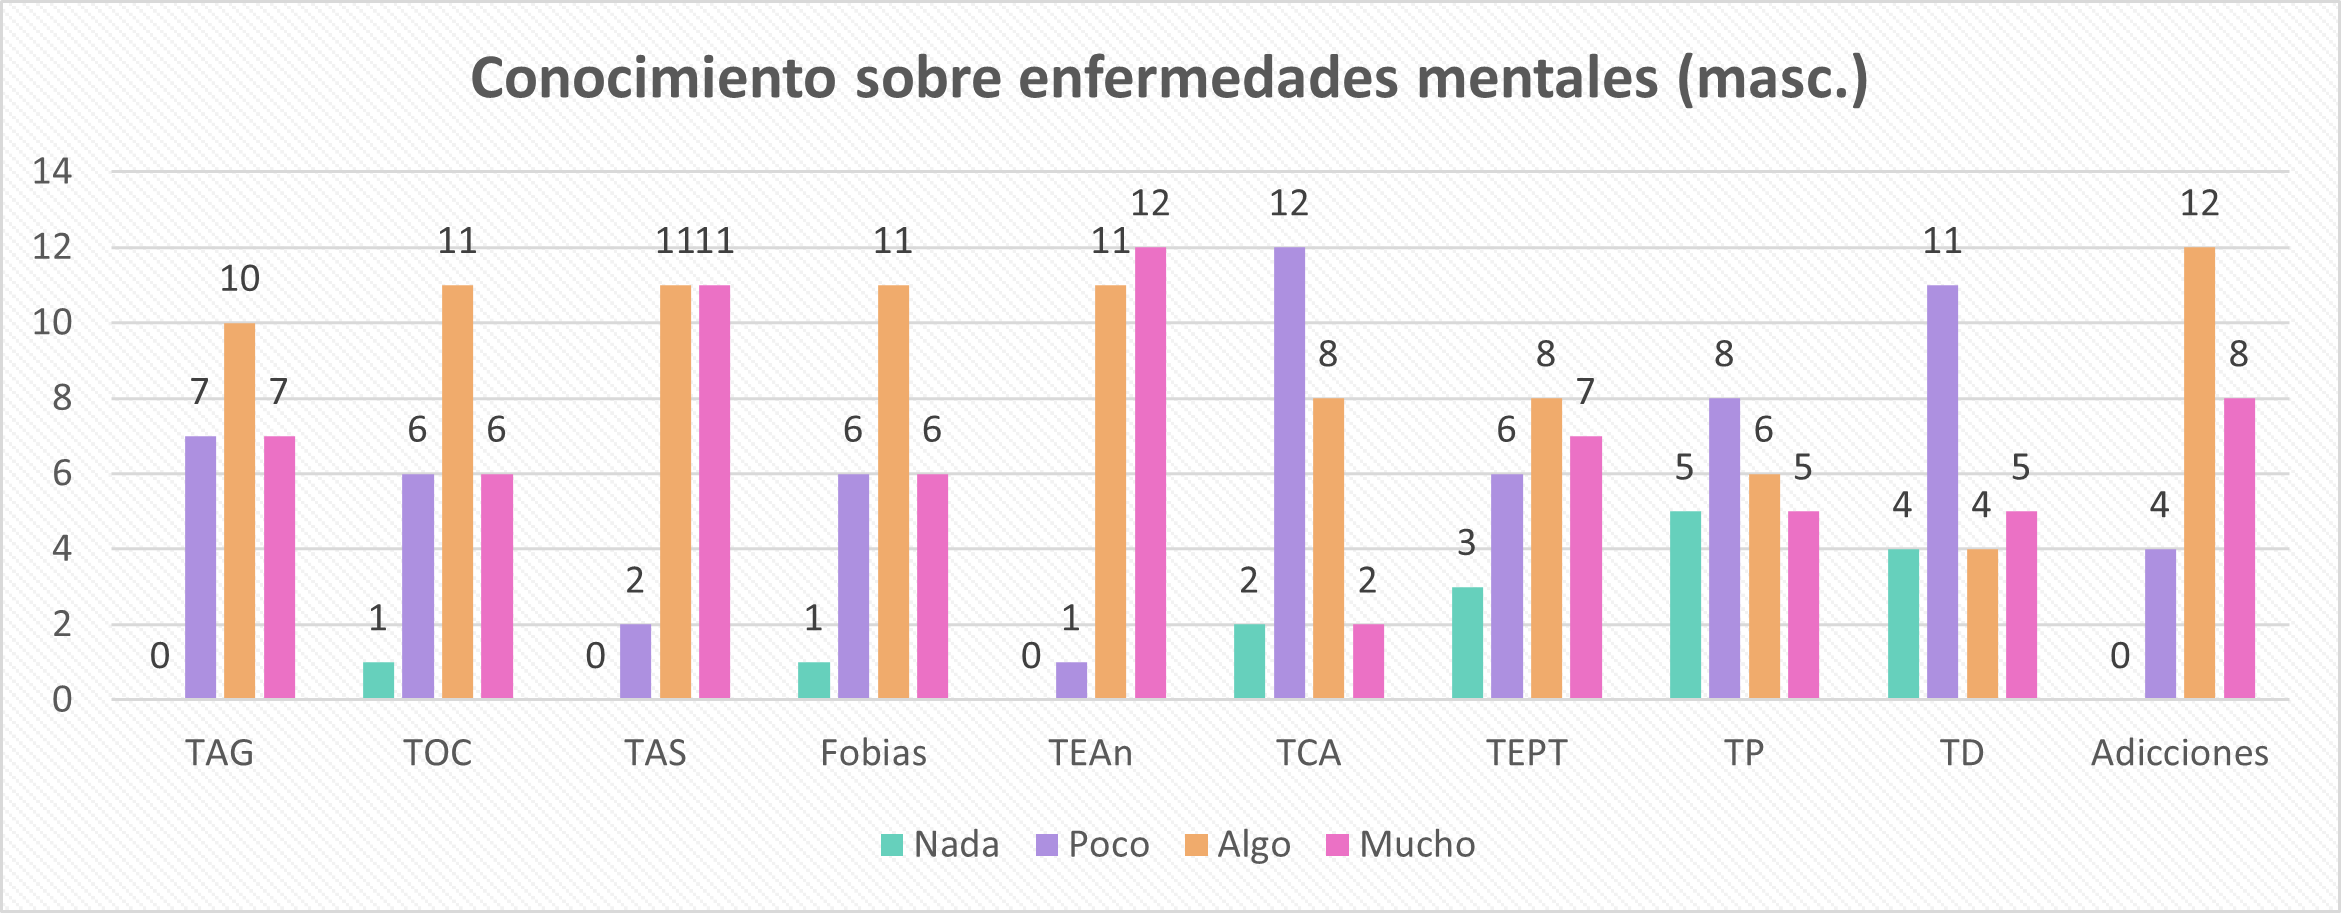 Conocimiento sobre enfermedades mentales (masc.)
14
12
10
8
6
4
2
0
0 7 10 7
1 6 11 6
0 2 11 11
1 6 11 6
0 1 11 12
2 12 8 2
3 6 8 7
5 8 6 5
4 11 4 5
0 4 12 8
TAG TOC TAS Fobias TEAn TCA TEPT TP TD Adicciones
Nada Poco Algo Mucho